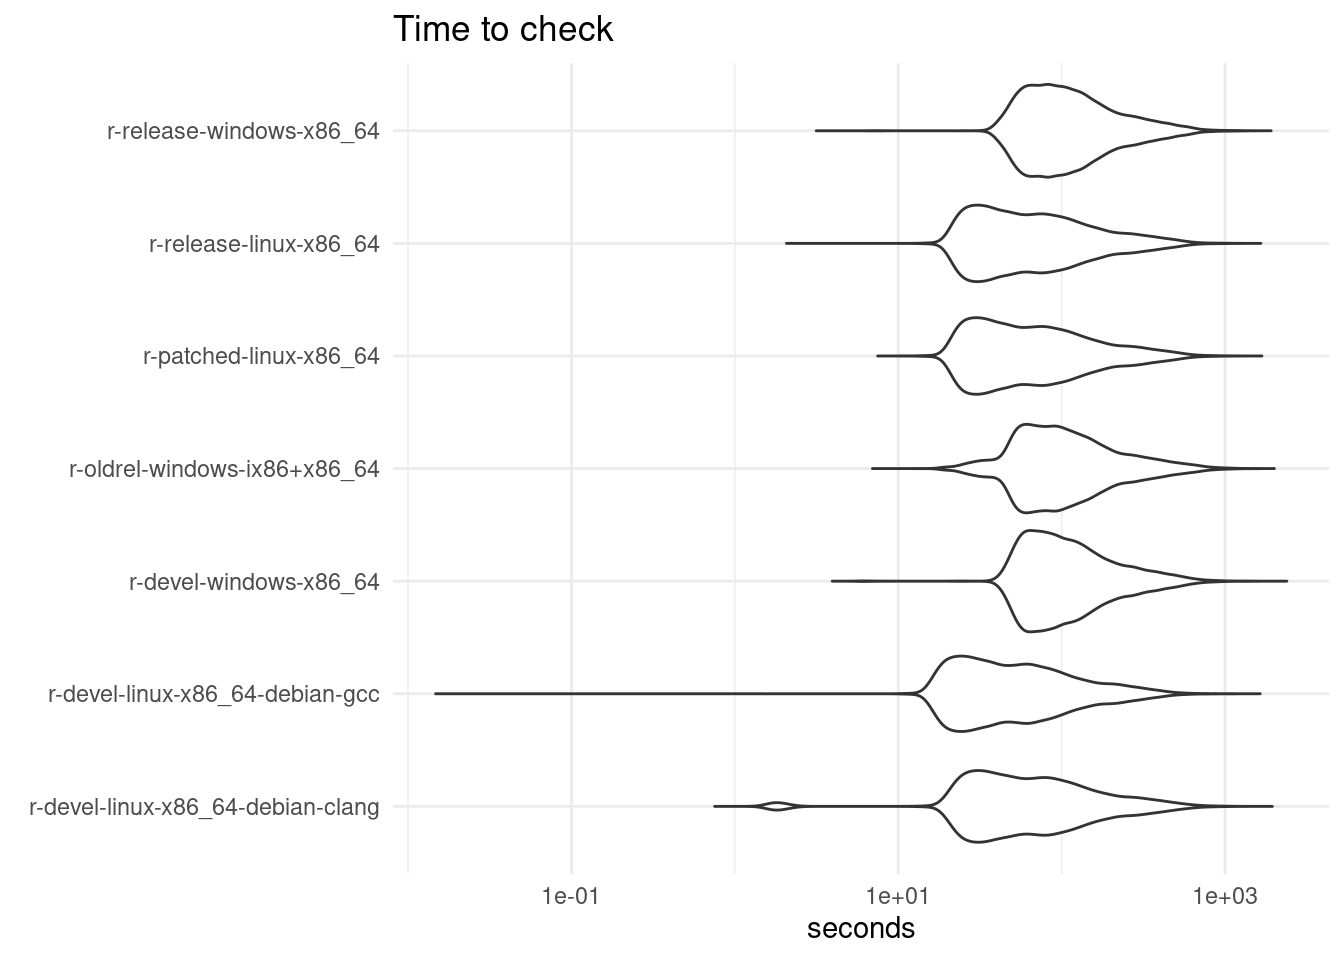 Time to check
r-release-windows-x86_64
r-release-linux-x86_64
r-patched-linux-x86_64
r-oldrel-windows-ix86+x86_64
r-devel-windows-x86_64
r-devel-linux-x86_64-debian-gcc
r-devel-linux-x86_64-debian-clang
1e-01 1e+01 1e+03
seconds